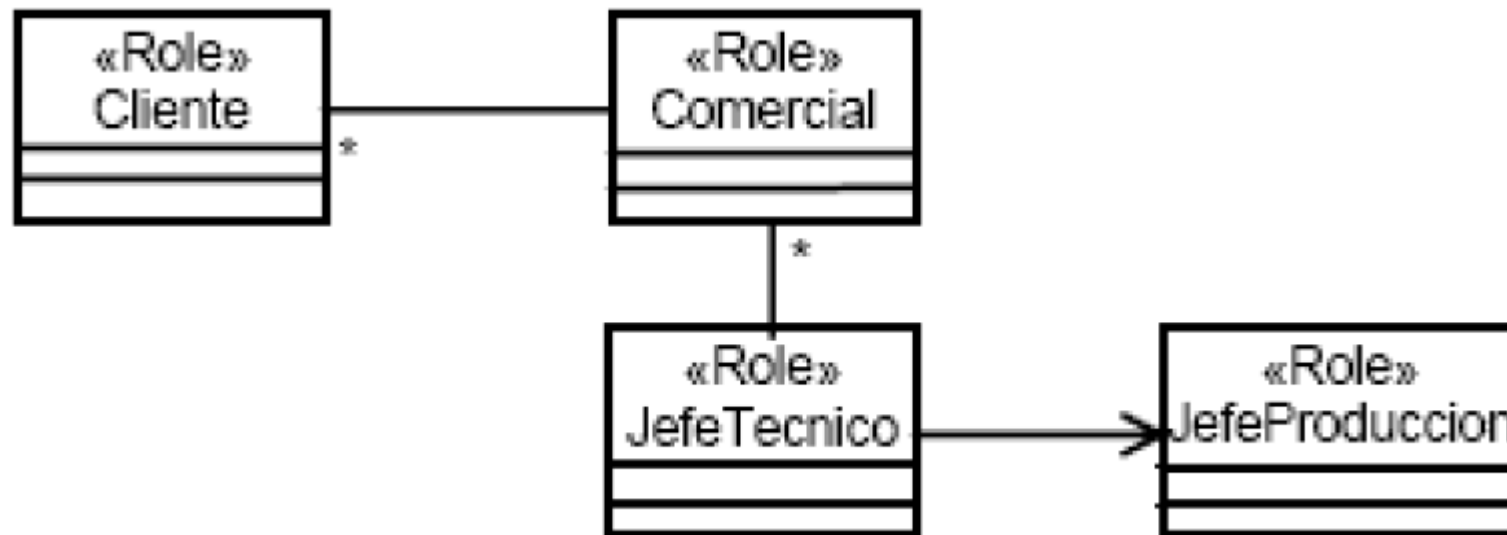 «Role»
Cliente
«Role»
Comercial
*
*
«Role»
JefeTecnico
«Role»
JefeProduccion